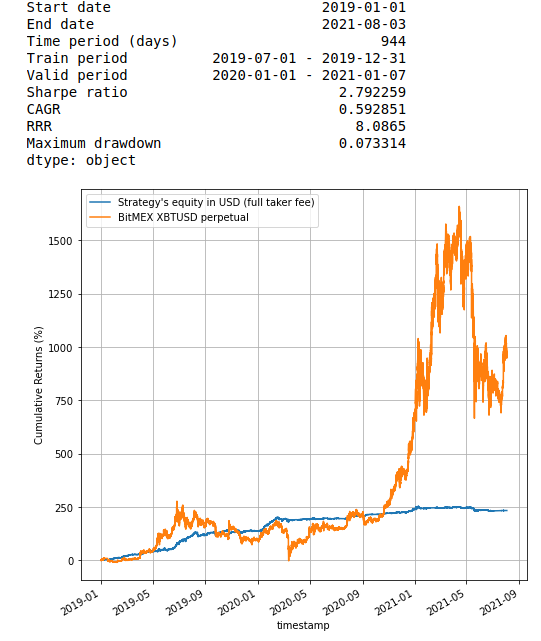 Start date 2019-01-01
End date 2021-08-03
Time period (days) 944
Train period 2019-07-01 - 2019-12-31
Valid period 2020-01-01 - 2021-01-07
Sharpe ratio 2.792259
CAGR 0.592851
RRR 8.0865
Maximum drawdown 0.073314
dtype: object
Strategy's equity in USD (full taker fee)
BitMEX XBTUSD perpetual
1500
1250
1000
750
500
250
0
Cumulative Returns (%)
2019-01
2019-05
2019-09
2020-01
2020-05
2020-09
2021-01
2021-05
2021-09
timestamp